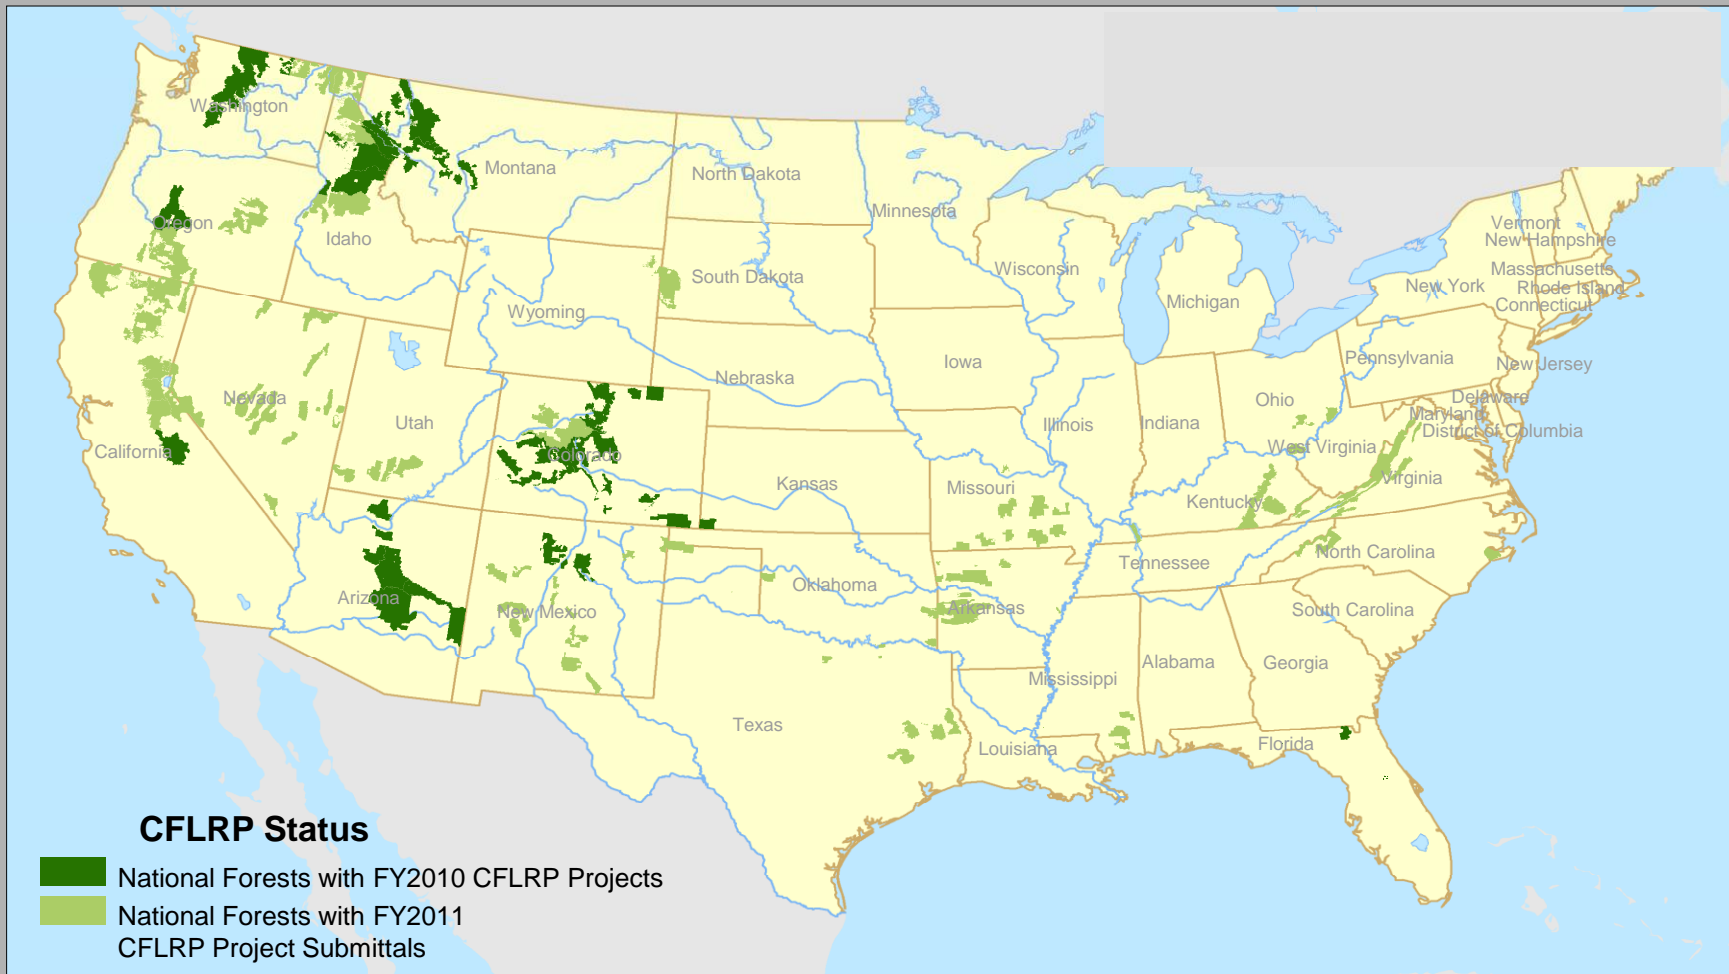 Washington
Montana
North Dakota
Minnesota
Oregon
Idaho
Vermont
New Hampshire
South Dakota
Wisconsin
Massachusetts
New York
Rhode Island
Michigan
Connecticut
Wyoming
Iowa
Pennsylvania
New Jersey
Nebraska
Nevada
Ohio
Delaware
Maryland
Utah
Illinois
Indiana
District of Columbia
California
Colorado
West Virginia
Kansas
Missouri
Virginia
Kentucky
North Carolina
Tennessee
Oklahoma
Arizona
New Mexico
Arkansas
South Carolina
Alabama
Georgia
Mississippi
Texas
Louisiana
Florida
CFLRP Status
National Forests with FY2010 CFLRP Projects
National Forests with FY2011
CFLRP Project Submittals